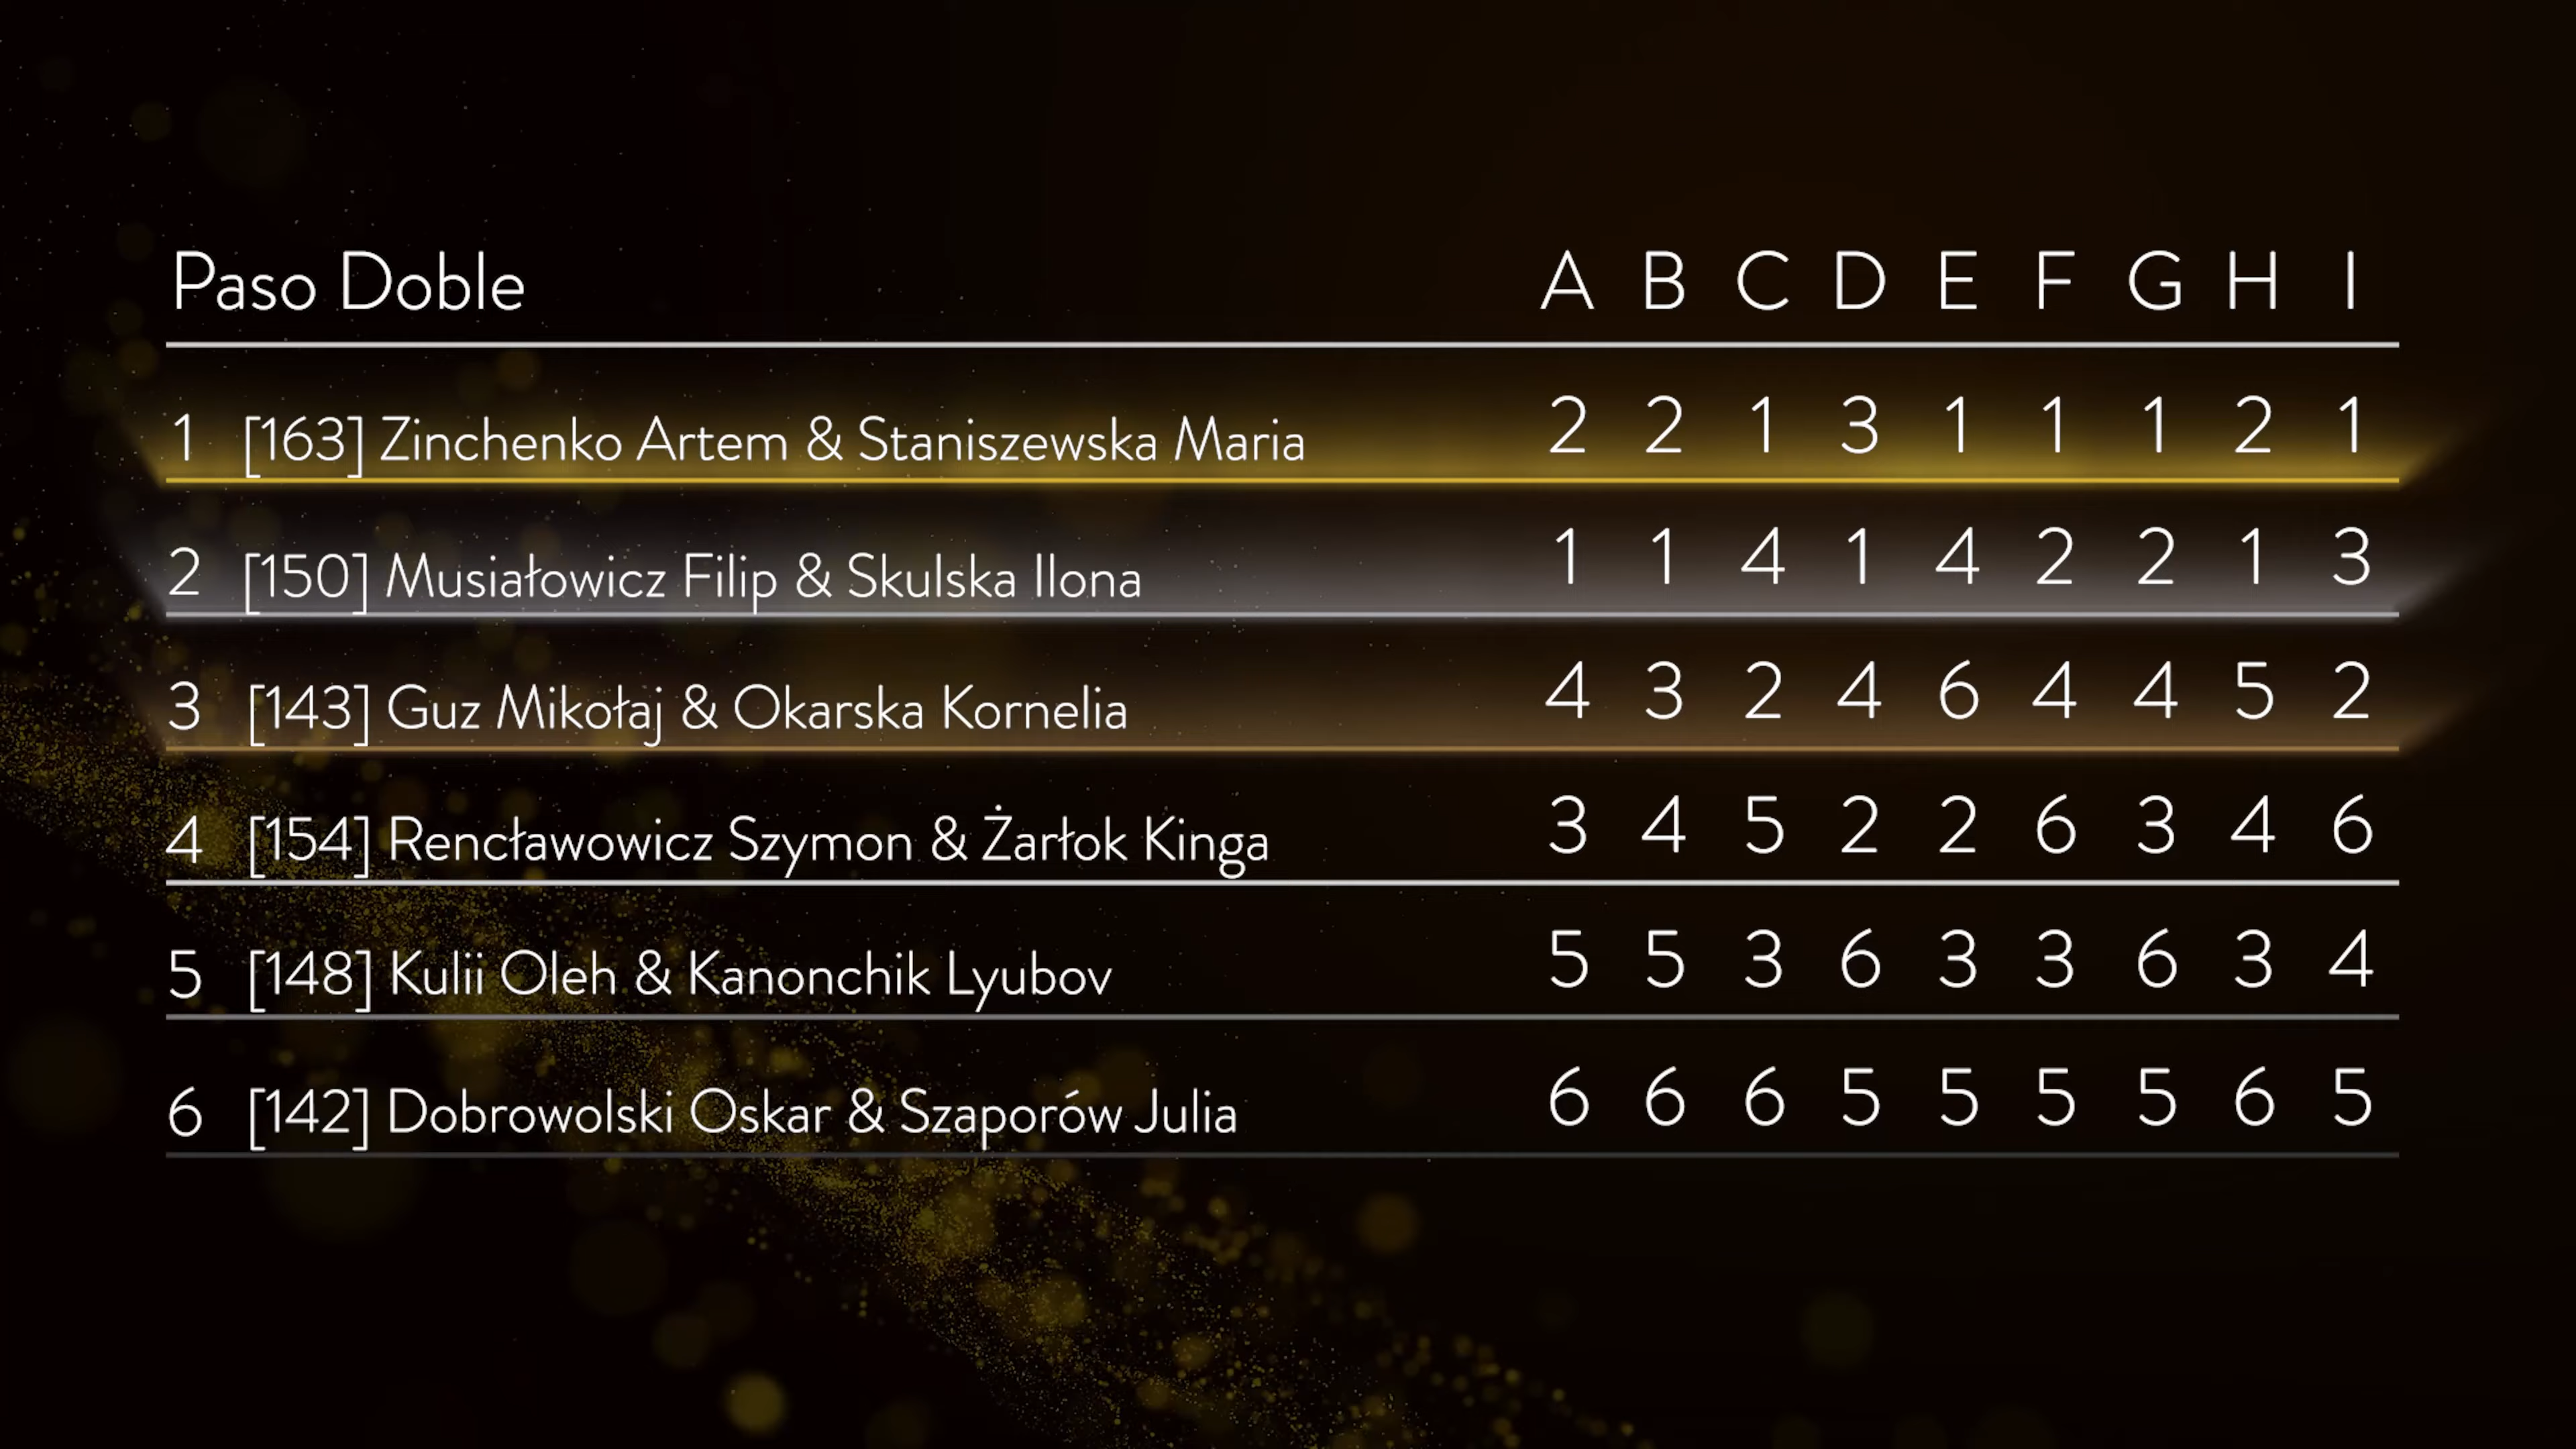 Paso Doble A B C D E F G H I
1 [163] Zinchenko Artem & Staniszewska Maria 2 2 1 3 1 1 1 2 1
2 [150] Musiałowicz Filip & Skulska Ilona 1 1 4 1 4 2 2 1 3
3 [143] Guz Mikołaj & Okarska Kornelia 4 3 2 4 6 4 4 5 2
4 [154] Rencławowicz Szymon & Żarłok Kinga 3 4 5 2 2 6 3 4 6
5 [148] Kulii Oleh & Kanonchik Lyubov 5 5 3 6 3 3 6 3 4
6 [142] Dobrowolski Oskar & Szaporów Julia 6 6 6 5 5 5 5 6 5